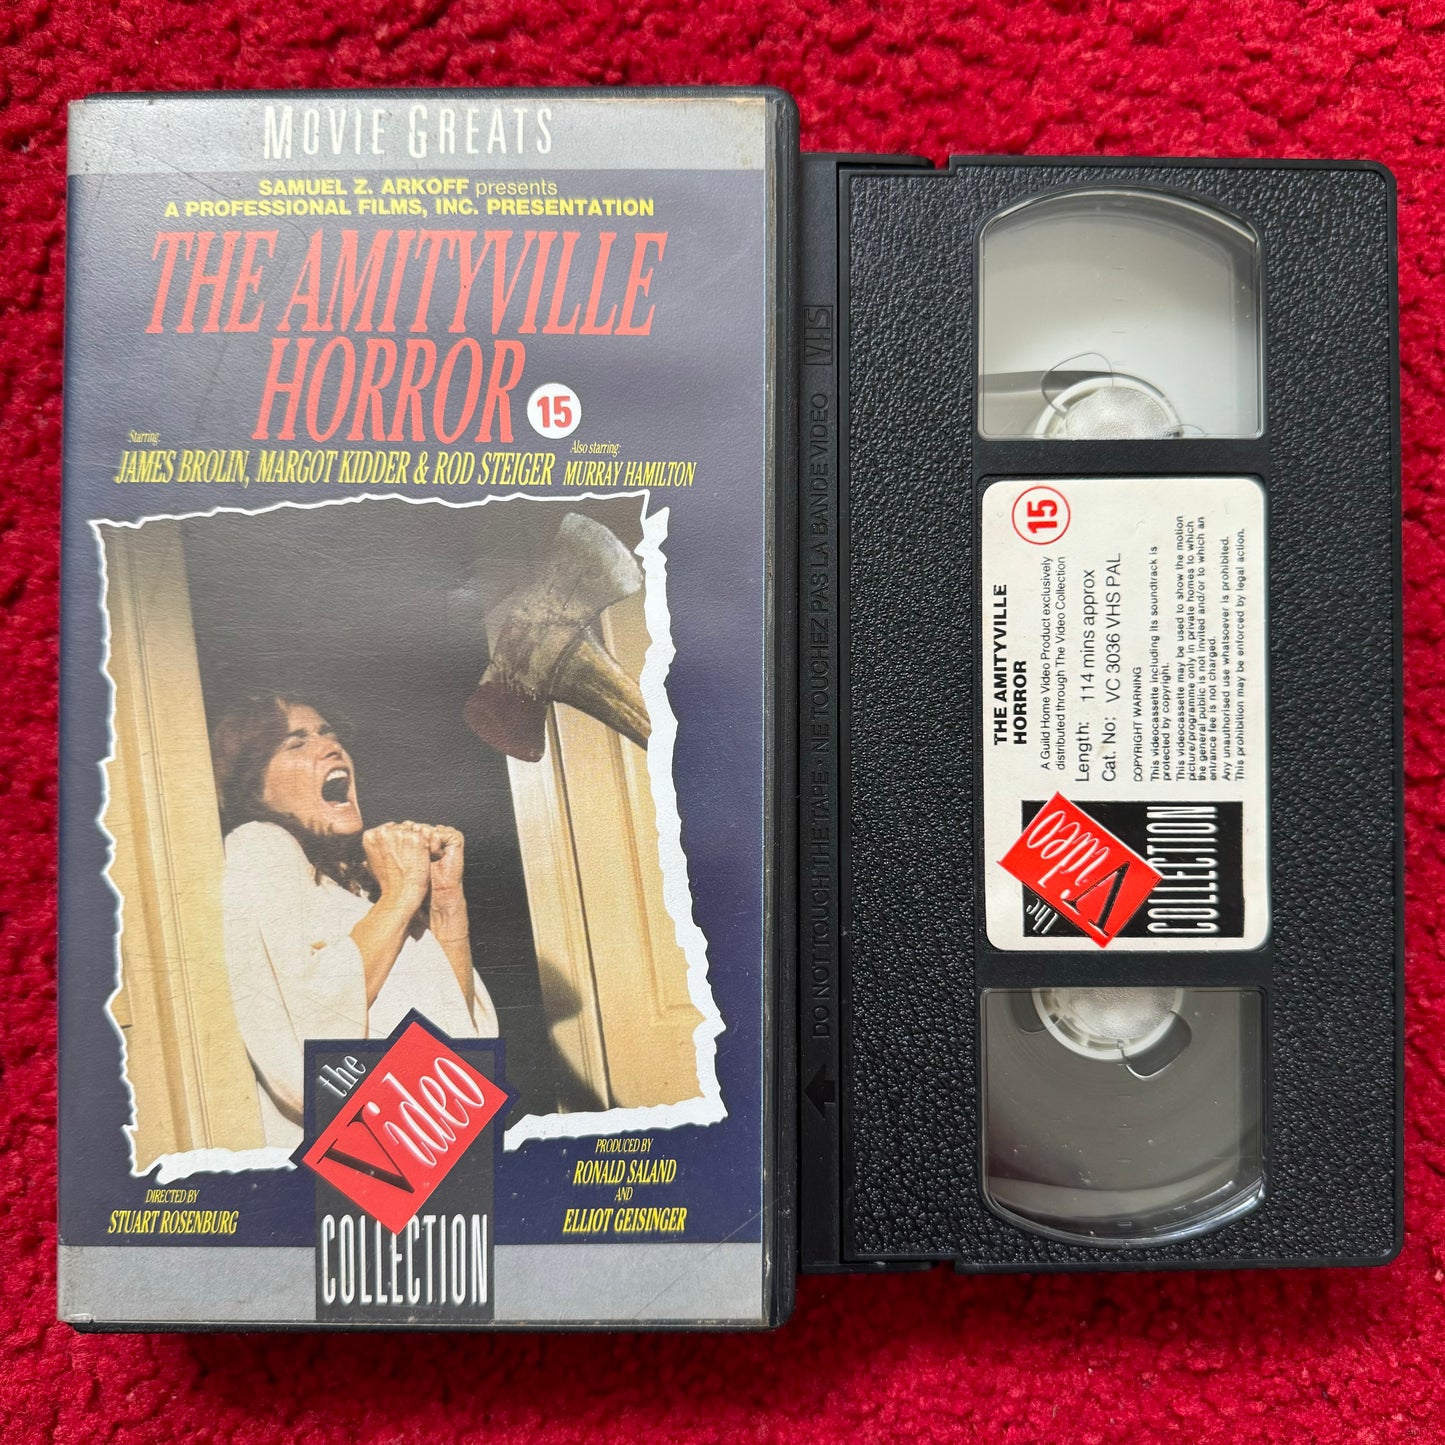 MOVIE GREATS
SAMUEL Z. ARKOFF presents
A PROFESSIONAL FILMS, INC. PRESENTATION
THE AMITYVILLE
HORROR
15
Starring:
JAMES BROLIN, MARGOT KIDDER & ROD STEIGER
Also starring:
MURRAY HAMILTON
the
Video
COLLECTION
DIRECTED BY
STUART ROSENBURG
PRODUCED BY
RONALD SALAND
AND
ELLIOT GEISINGER
VHS
DO NOT TOUGH THE TAPE • NE TOUCHEZ PAS LA BANDE VIDEO
THE AMITYVILLE
HORROR
15
A Guild Home Video Product exclusively
distributed through The Video Collection
Length: 114 mins approx
Cat. No: VC 3036 VHS PAL
COPYRIGHT WARNING
This videocassette including its soundtrack is
protected by copyright.
This videocassette may be used to show the motion
picture/programme only in private homes to which
the general public is not invited and/or to which an
entrance fee is not charged.
Any unauthorised use whatsoever is prohibited.
This prohibition may be enforced by legal action.
the
Video
COLLECTION